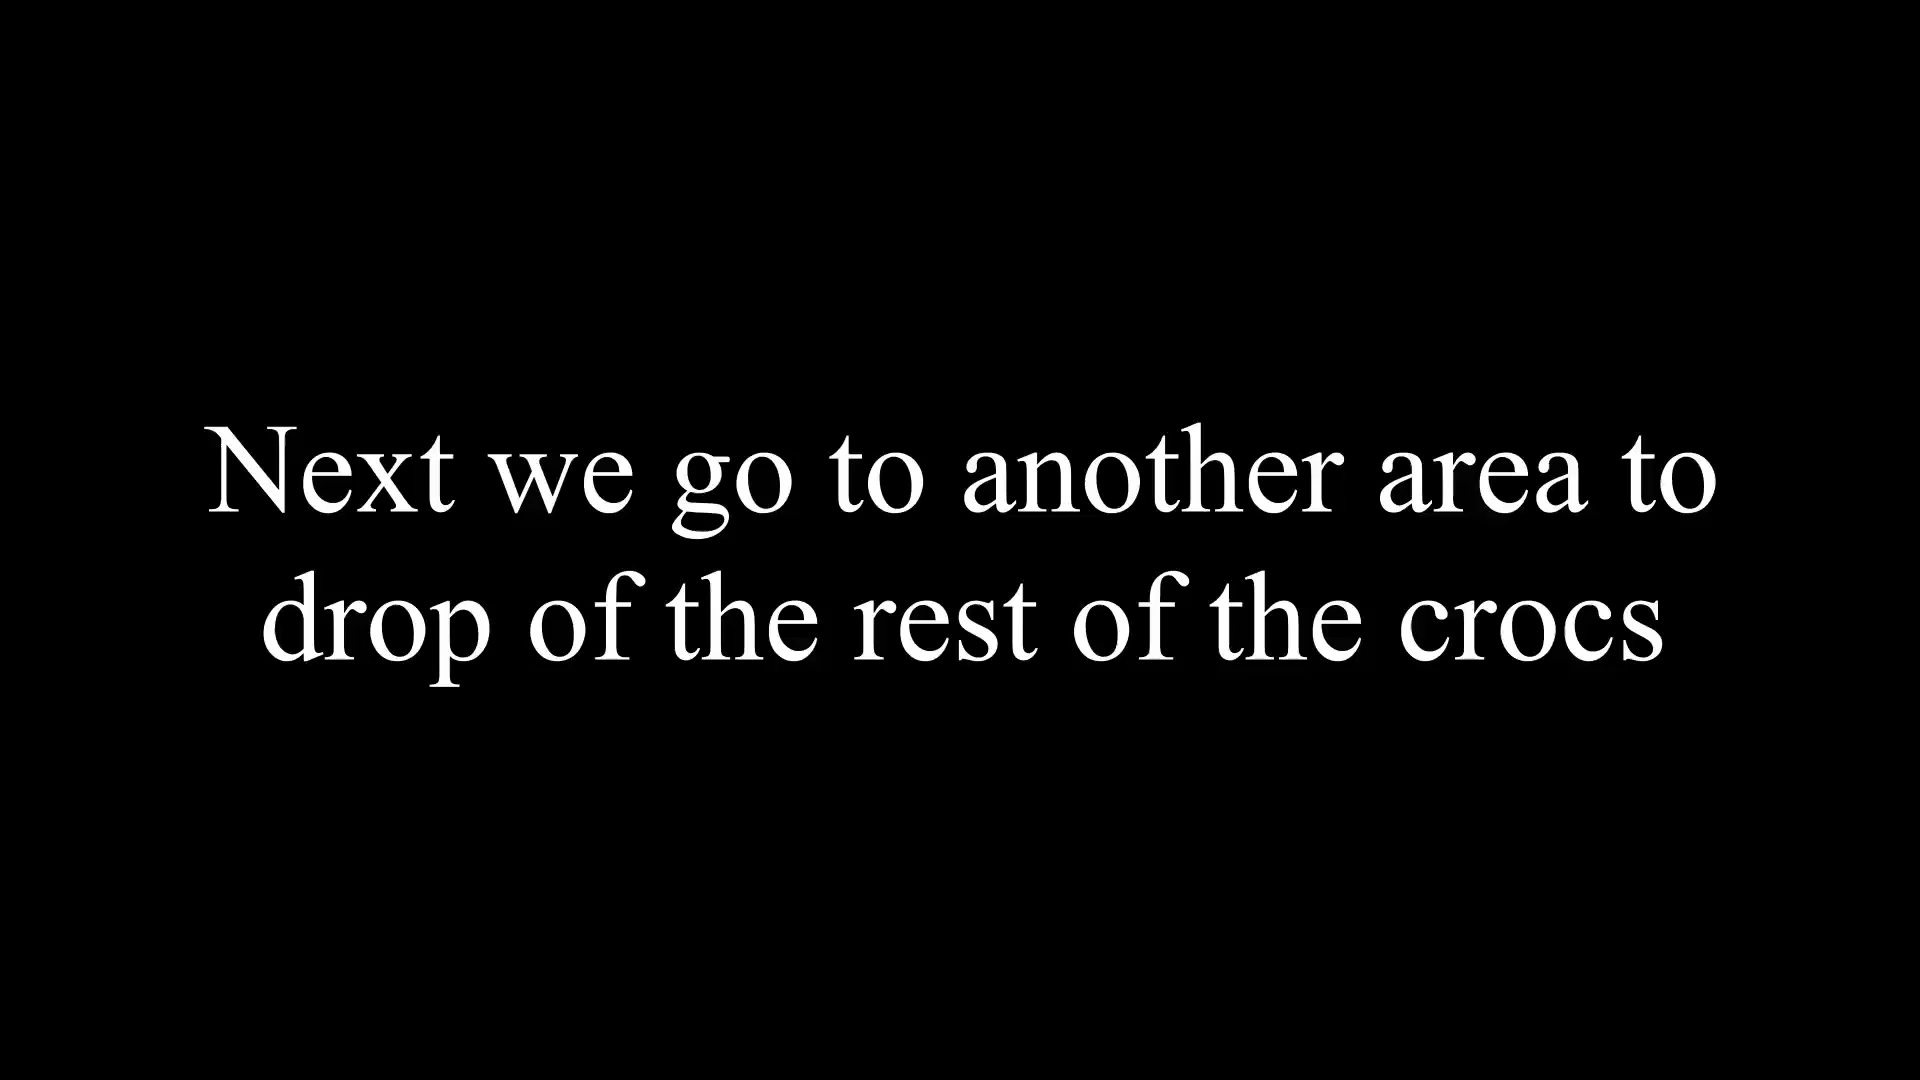 Next we go to another area to
drop of the rest of the crocs